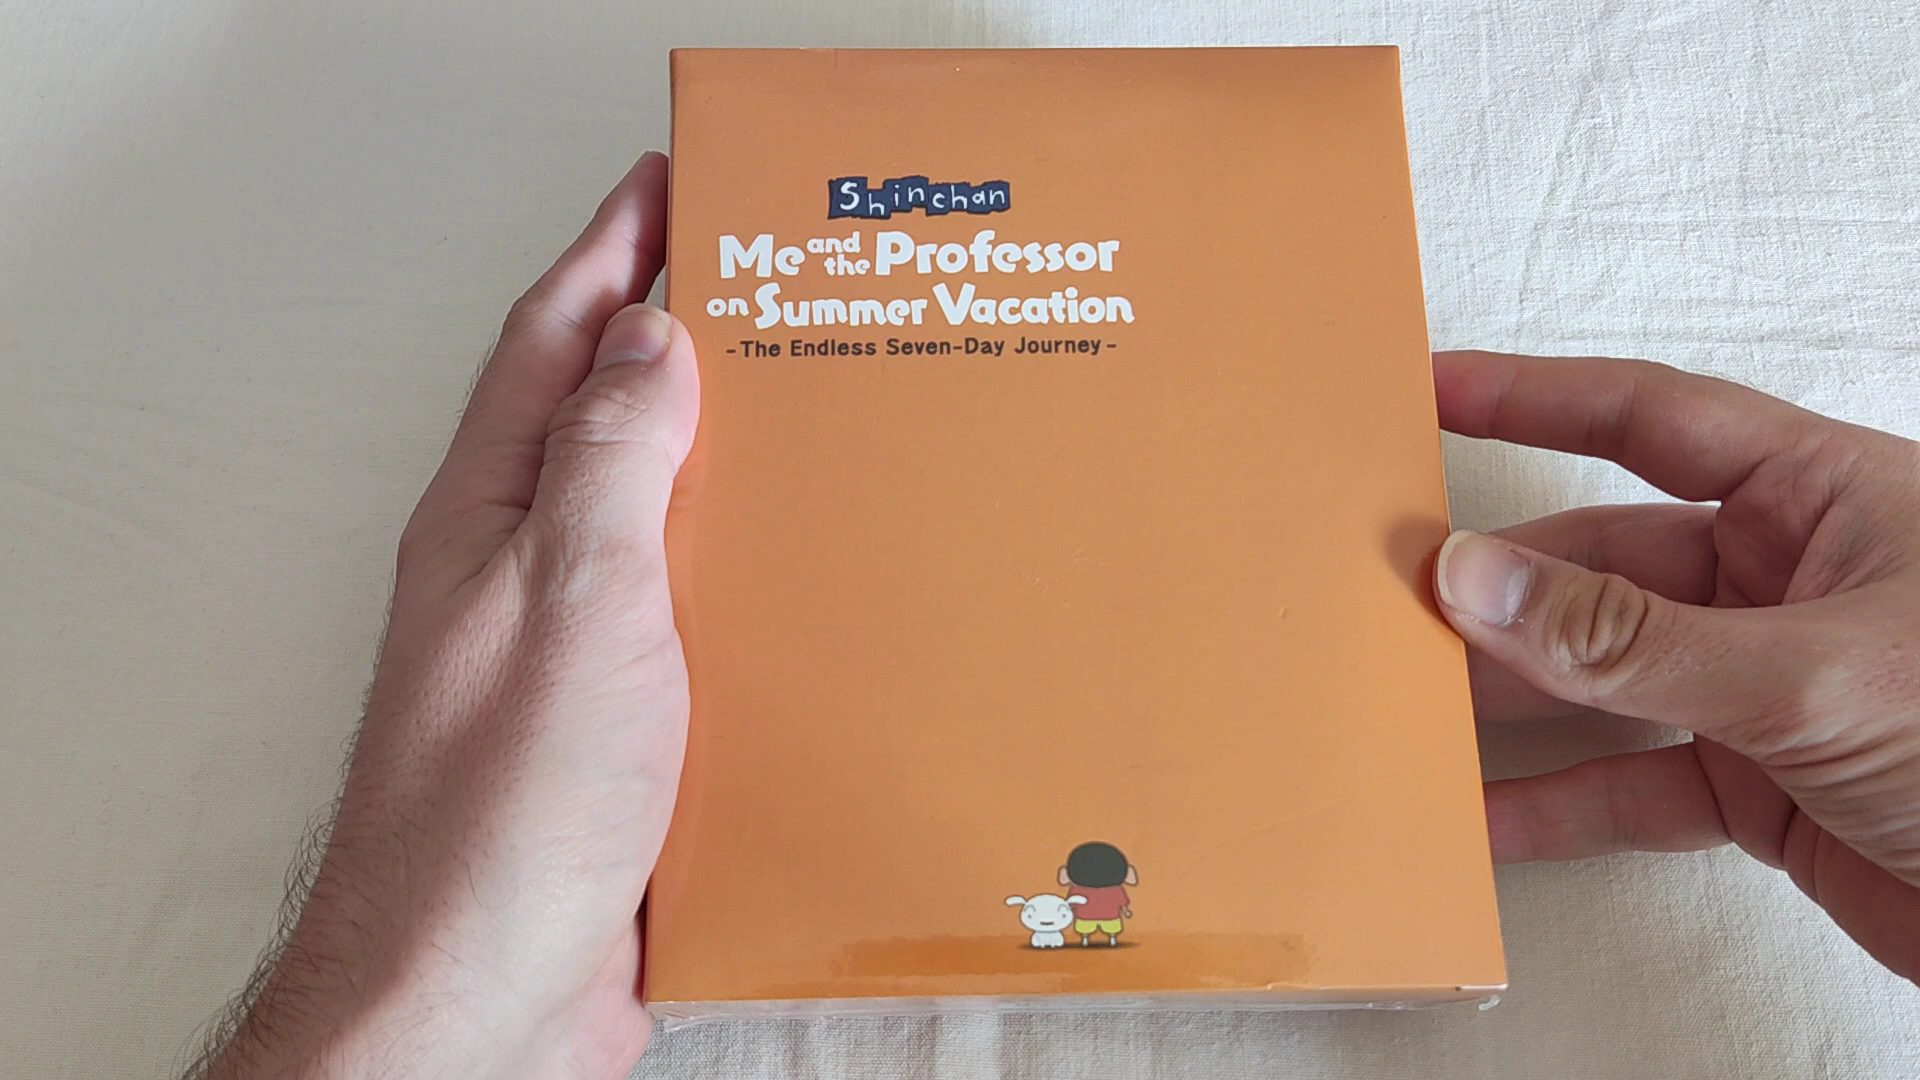 Shinchan
Me and the Professor
on Summer Vacation
-The Endless Seven-Day Journey-